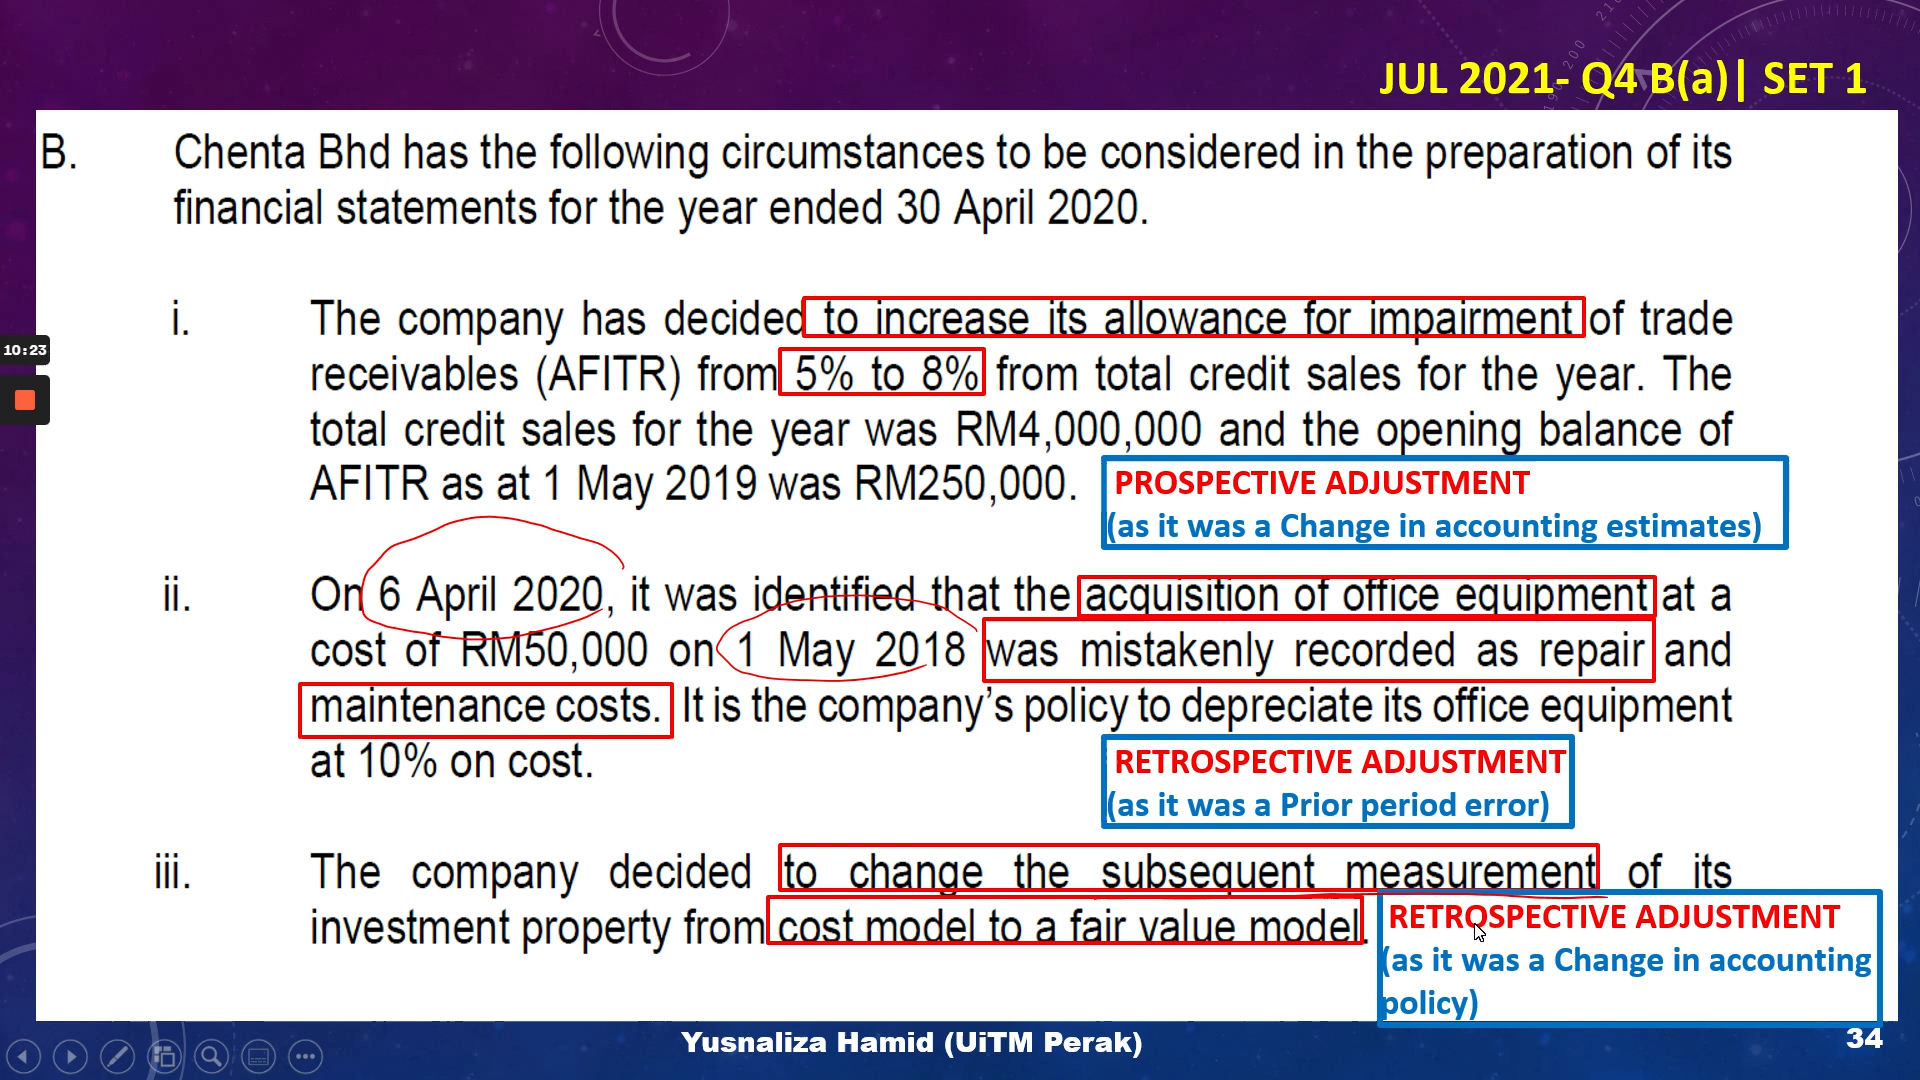 JUL 2021- Q4 B(a)| SET 1
B. Chenta Bhd has the following circumstances to be considered in the preparation of its
financial statements for the year ended 30 April 2020.
i. The company has decided to increase its allowance for impairment of trade
receivables (AFITR) from 5% to 8% from total credit sales for the year. The
total credit sales for the year was RM4,000,000 and the opening balance of
AFITR as at 1 May 2019 was RM250,000.
PROSPECTIVE ADJUSTMENT
(as it was a Change in accounting estimates)
ii. On 6 April 2020, it was identified that the acquisition of office equipment at a
cost of RM50,000 on 1 May 2018 was mistakenly recorded as repair and
maintenance costs. It is the company's policy to depreciate its office equipment
at 10% on cost.
RETROSPECTIVE ADJUSTMENT
(as it was a Prior period error)
iii. The company decided to change the subsequent measurement of its
investment property from cost model to a fair value model.
RETROSPECTIVE ADJUSTMENT
(as it was a Change in accounting
policy)
10:23
Yusnaliza Hamid (UiTM Perak)
34